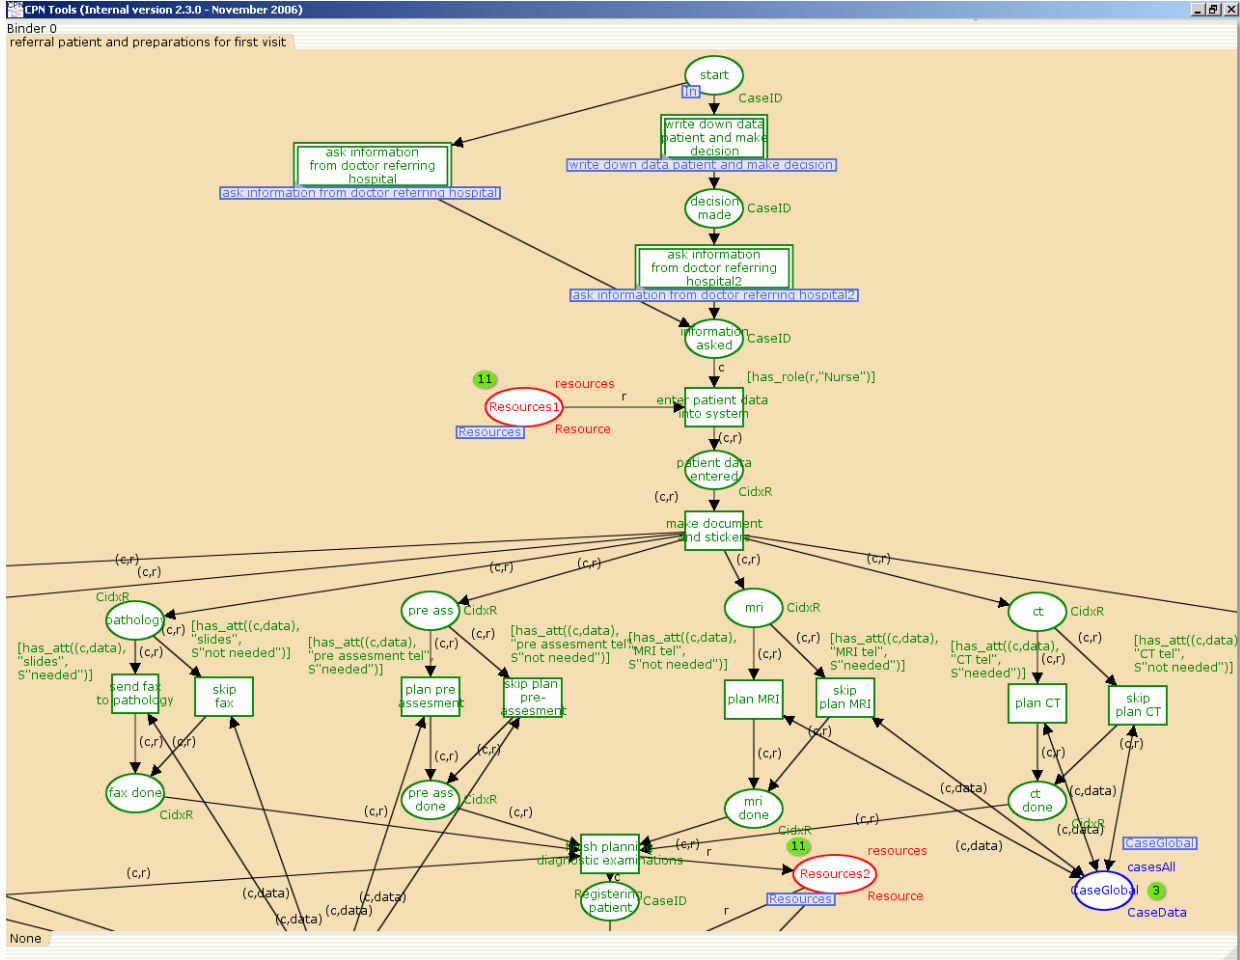 CPN Tools (Internal version 2.3.0 - November 2006)
Binder 0
referral patient and preparations for first visit
start
In
CaseID
write down data
patient and make
decision
write down data patient and make decision
ask information
from doctor referring
hospital
ask information from doctor referring hospital
decision
made
CaseID
ask information
from doctor referring
hospital2
ask information from doctor referring hospital2
information
asked
CaseID
c
[has_role(r,"Nurse")]
11
resources
Resources1
r
enter patient data
into system
Resources
Resource
(c,r)
patient data
entered
CidxR
(c,r)
make document
and stickers
(c,r)
(c,r)
(c,r)
(c,r)
(c,r)
(c,r)
CidxR
pathology
pre ass
CidxR
mri
CidxR
ct
CidxR
(c,r)
(c,r)
(c,r)
(c,r)
(c,r)
(c,r)
(c,r)
(c,r)
[has_att((c,data),
"slides",
S"needed")]
[has_att((c,data),
"slides",
S"not needed")]
[has_att((c,data),
"pre assesment tel",
S"needed")]
[has_att((c,data),
"pre assesment tel",
S"not needed")]
[has_att((c,data),
"MRI tel",
S"needed")]
[has_att((c,data),
"MRI tel",
S"not needed")]
[has_att((c,data),
"CT tel",
S"needed")]
[has_att((c,data),
"CT tel",
S"not needed")]
send fax
to pathology
skip
fax
plan pre
assesment
skip plan
pre-
assesment
plan MRI
skip
plan MRI
plan CT
skip
plan CT
(c,r)
(c,r)
(c,r)
(c,r)
(c,r)
(c,r)
(c,r)
(c,r)
fax done
CidxR
pre ass
done
CidxR
mri
done
CidxR
ct
done
CidxR
(c,r)
(c,r)
(c,r)
(c,r)
(c,r)
(c,data)
(c,data)
(c,data)
(c,data)
(c,data)
(c,data)
(c,data)
finish planning
diagnostic examinations
r
c
11
resources
Resources2
Resources
Resource
r
Registering
patient
CaseID
CaseGlobal
casesAll
CaseGlobal
3
CaseData
None